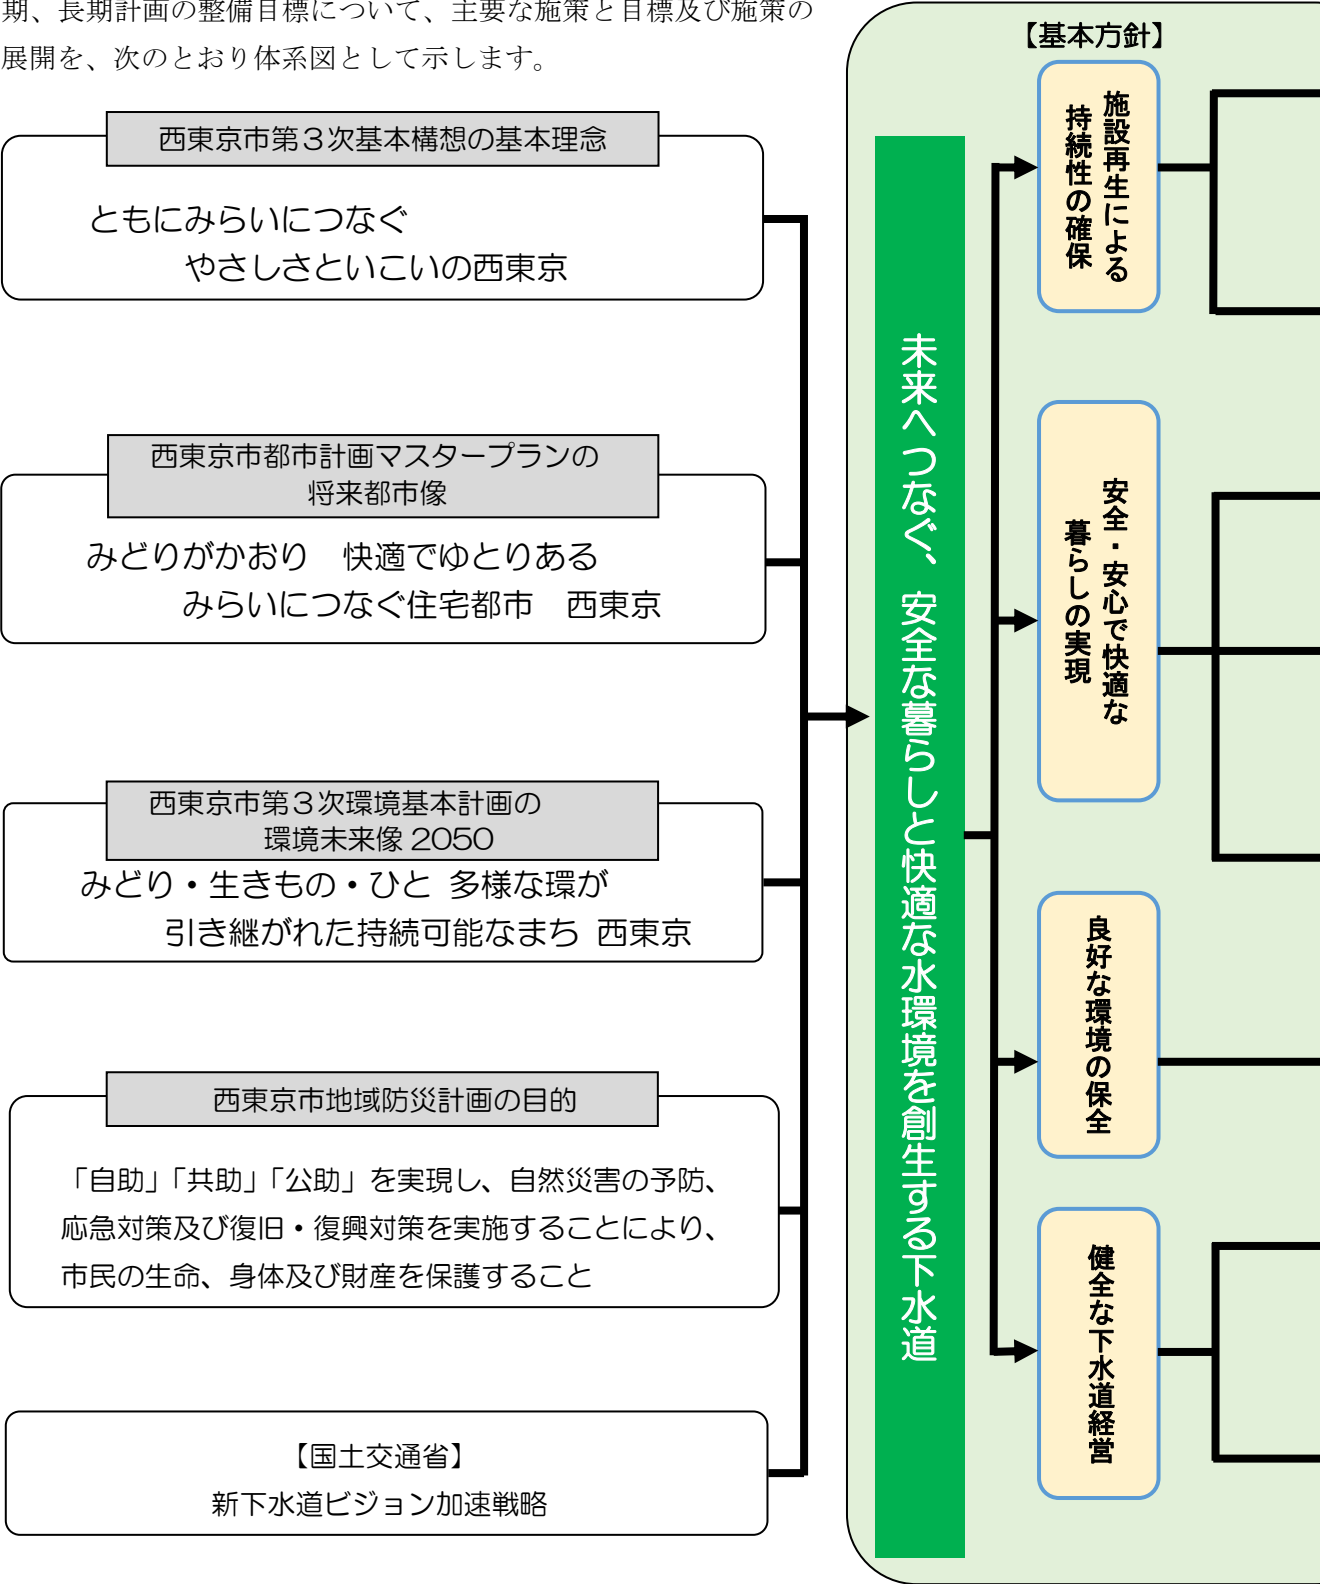 期、長期計画の整備目標について、主要な施策と目標及び施策の
展開を、次のとおり体系図として示します。
西東京市第３次基本構想の基本理念
ともにみらいにつなぐ
やさしさといこいの西東京
西東京市都市計画マスタープランの
将来都市像
みどりがかおり　快適でゆとりある
みらいにつなぐ住宅都市　西東京
西東京市第３次環境基本計画の
環境未来像 2050
みどり・生きもの・ひと 多様な環が
引き継がれた持続可能なまち 西東京
西東京市地域防災計画の目的
「自助」「共助」「公助」を実現し、自然災害の予防、
応急対策及び復旧・復興対策を実施することにより、
市民の生命、身体及び財産を保護すること
【国土交通省】
新下水道ビジョン加速戦略
未来へつなぐ、安全な暮らしと快適な水環境を創生する下水道
【基本方針】
施設再生による
持続性の確保
安全・安心で快適な
暮らしの実現
良好な環境の保全
健全な下水道経営